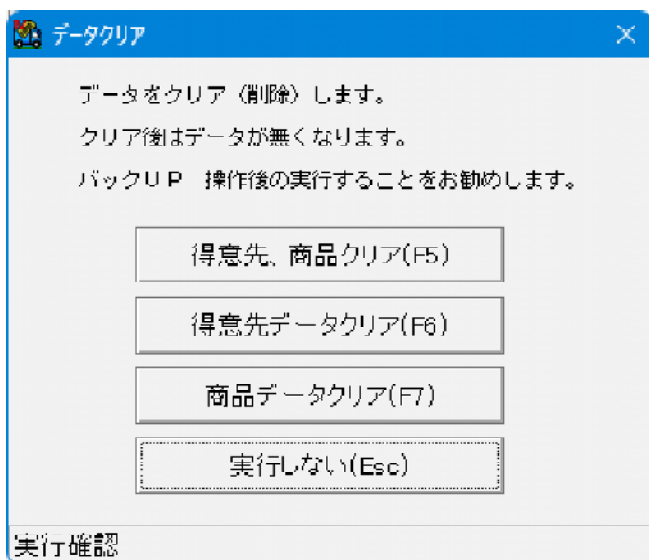 データクリア
データをクリア（削除）します。
クリア後はデータが無くなります。
バックＵＰ　操作後の実行することをお勧めします。
得意先、商品クリア(F5)
得意先データクリア(F6)
商品データクリア(F7)
実行しない(Esc)
実行確認